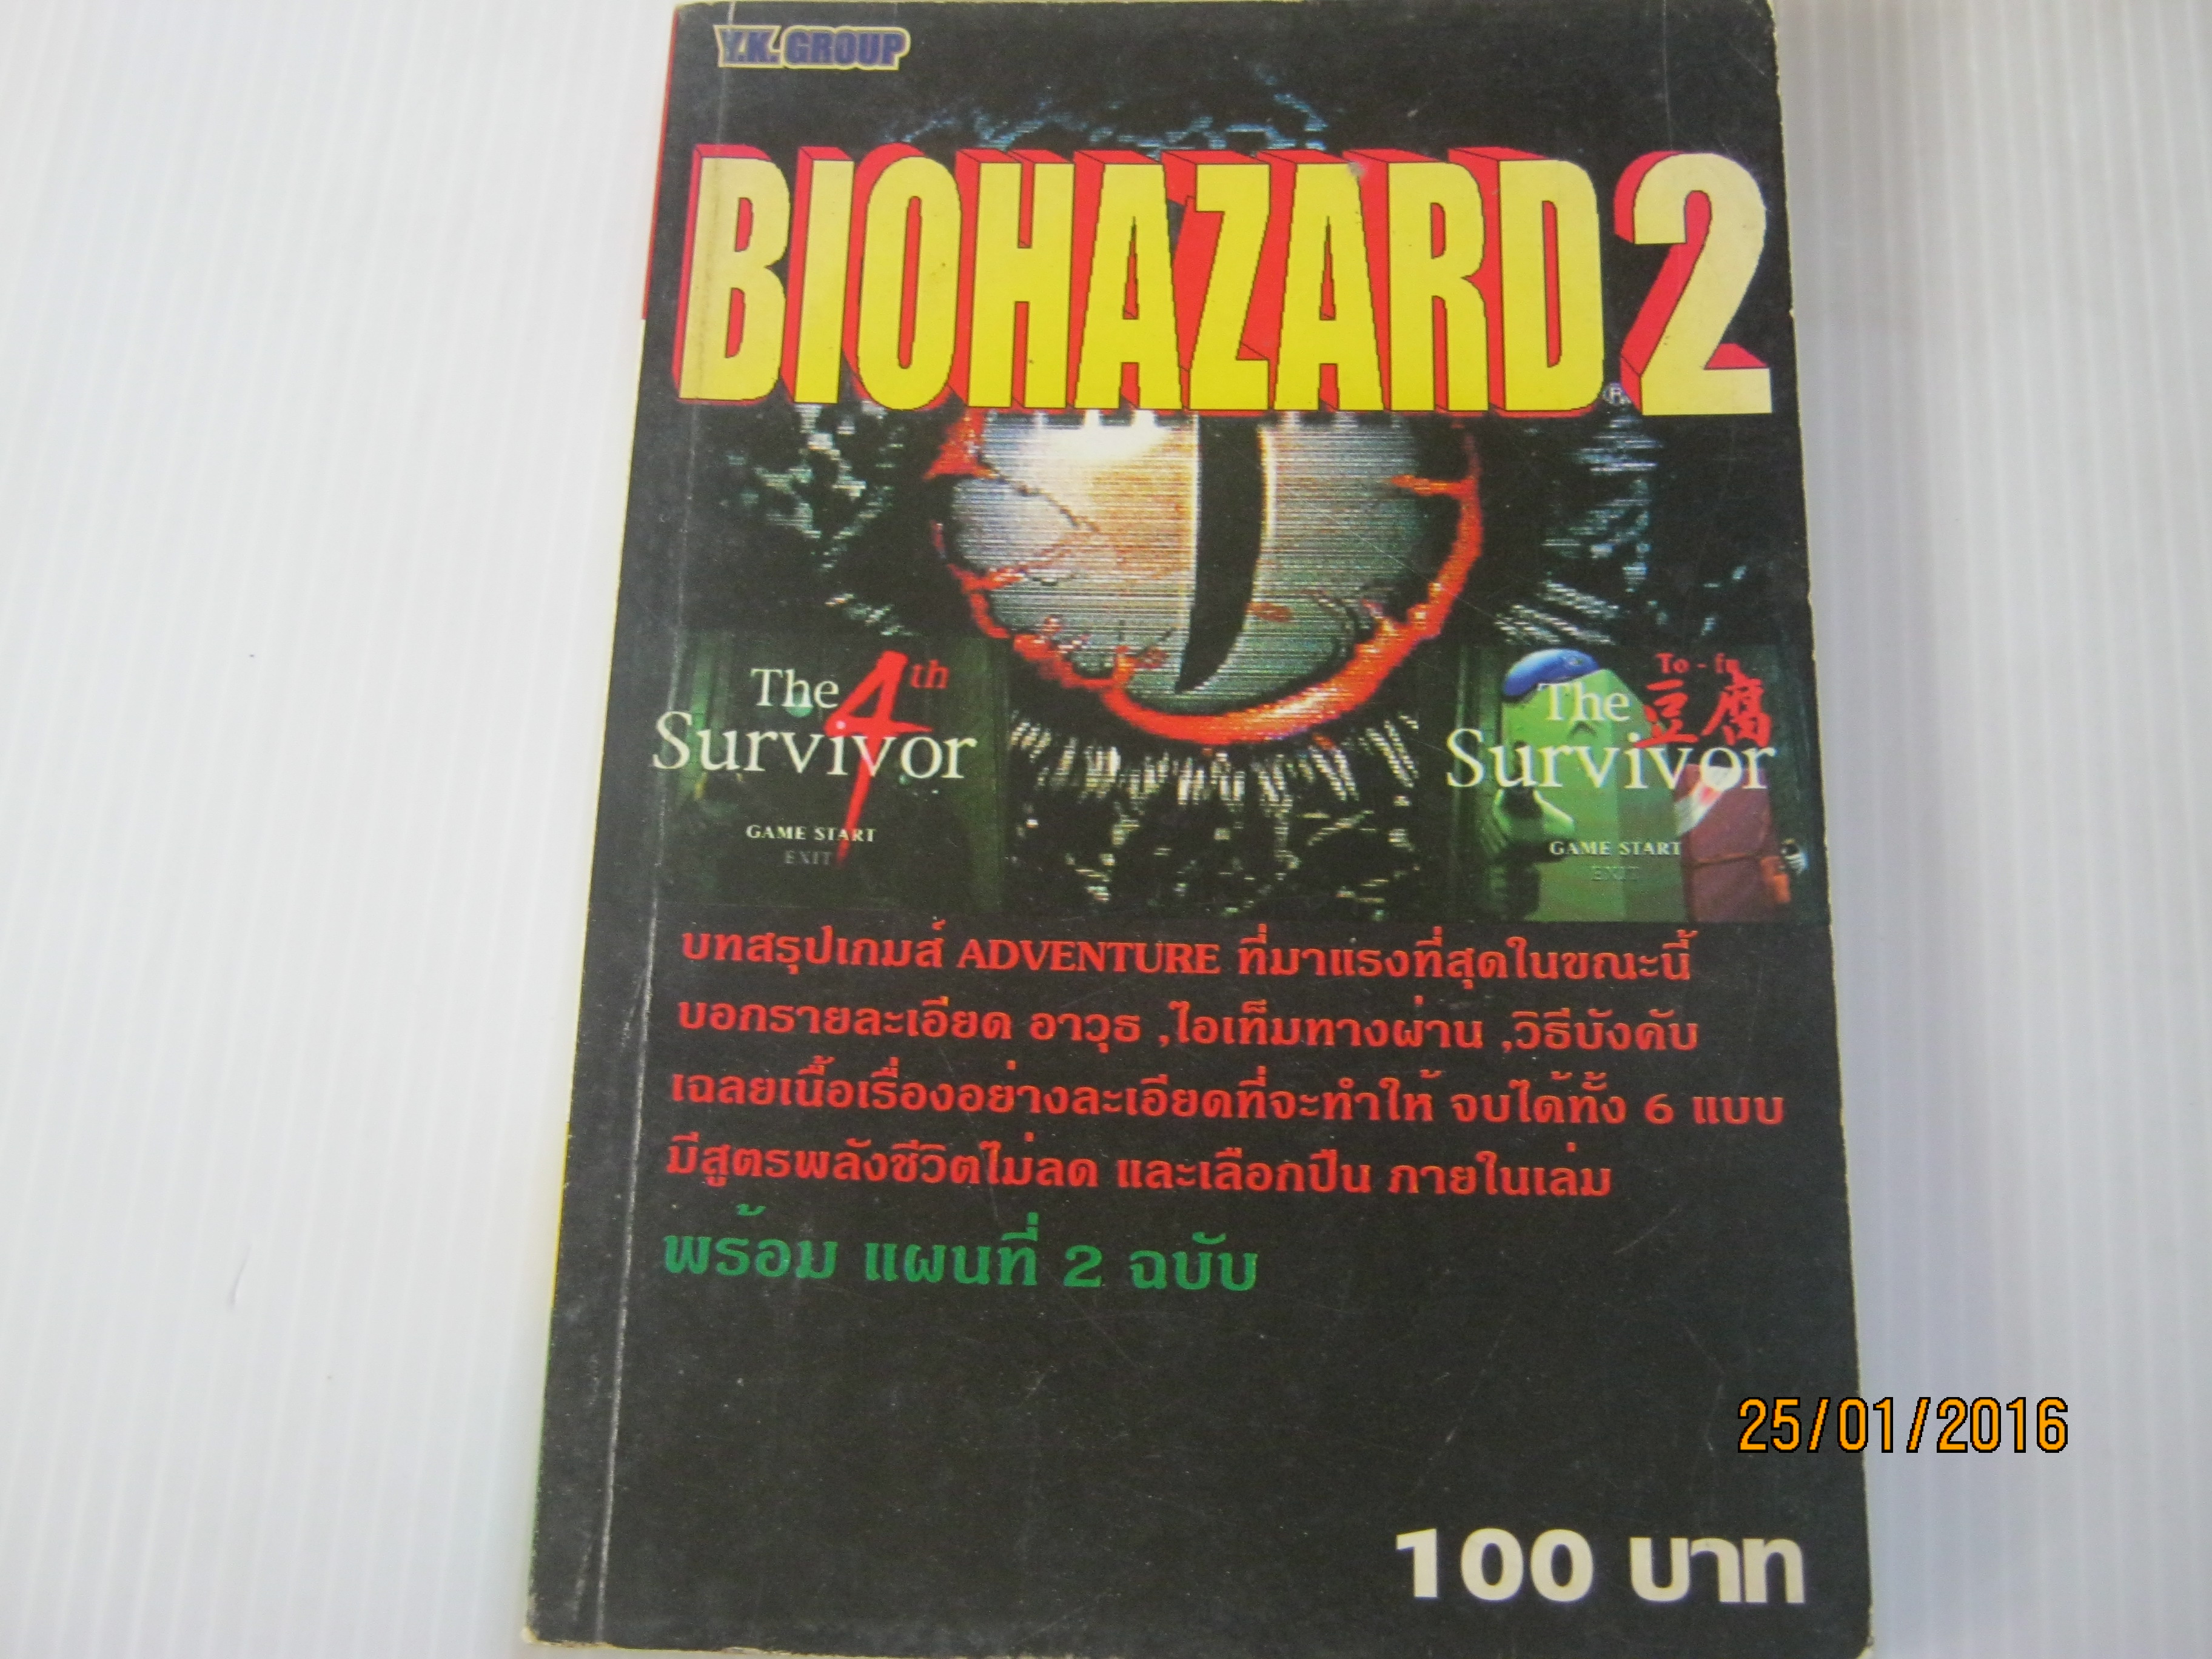 Y.K. GROUP
BIOHAZARD 2
®
The 4th
Survivor
GAME START
EXIT
To-fu
The 豆腐
Survivor
GAME START
EXIT
บทสรุปเกมส์ ADVENTURE ที่มาแรงที่สุดในขณะนี้
บอกรายละเอียด อาวุธ ,ไอเท็มทางผ่าน ,วิธีบังคับ
เฉลยเนื้อเรื่องอย่างละเอียดที่จะทำให้ จบได้ทั้ง 6 แบบ
มีสูตรพลังชีวิตไม่ลด และเลือกปืน ภายในเล่ม
พร้อม แผนที่ 2 ฉบับ
25/01/2016
100 บาท